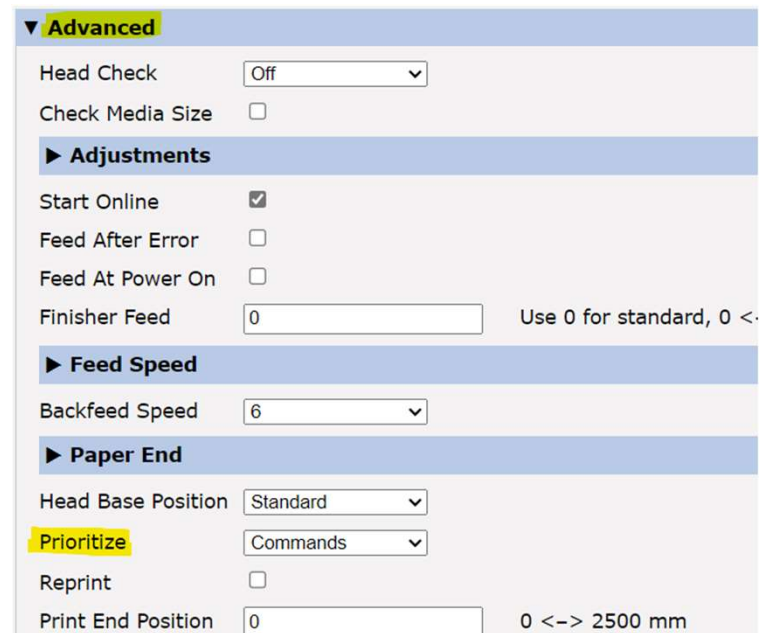 ▼ Advanced
Head Check Off
Check Media Size
▶ Adjustments
Start Online
Feed After Error
Feed At Power On
Finisher Feed 0 Use 0 for standard, 0 <-
▶ Feed Speed
Backfeed Speed 6
▶ Paper End
Head Base Position Standard
Prioritize Commands
Reprint
Print End Position 0 0 <–> 2500 mm